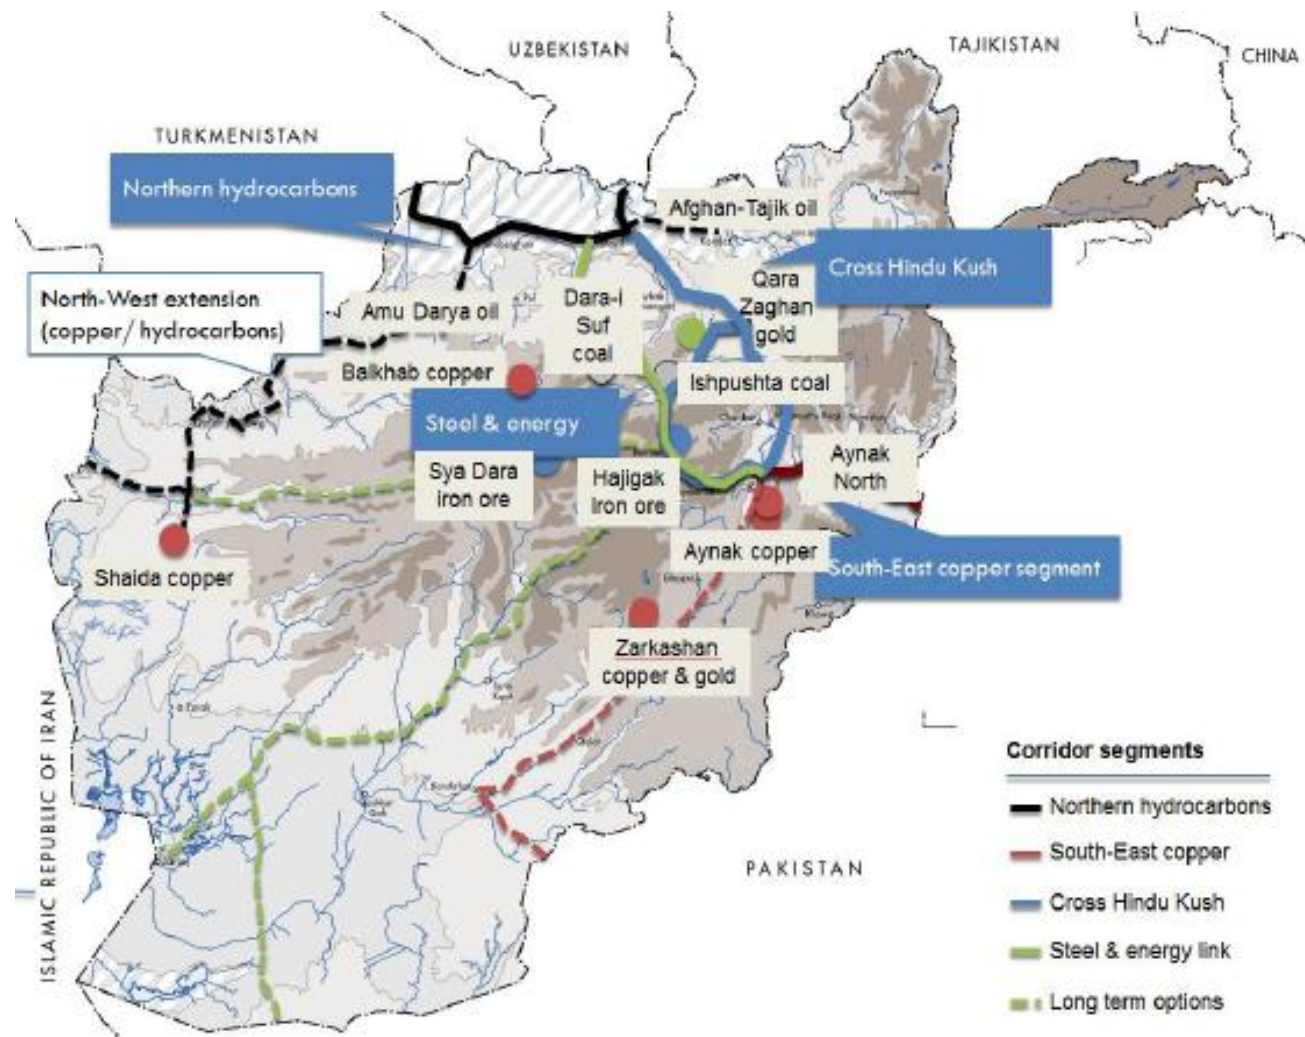 UZBEKISTAN
TAJIKISTAN
CHINA
TURKMENISTAN
Northern hydrocarbons
Afghan-Tajik oil
Cross Hindu Kush
North-West extension
(copper/ hydrocarbons)
Amu Darya oil
Dara-i
Suf
coal
Qara
Zaghan
gold
Balkhab copper
Ishpushta coal
Steel & energy
Sya Dara
iron ore
Hajigak
Iron ore
Aynak
North
Aynak copper
South-East copper segment
Shaida copper
Zarkashan
copper & gold
ISLAMIC REPUBLIC OF IRAN
PAKISTAN
Corridor segments
Northern hydrocarbons
South-East copper
Cross Hindu Kush
Steel & energy link
Long term options